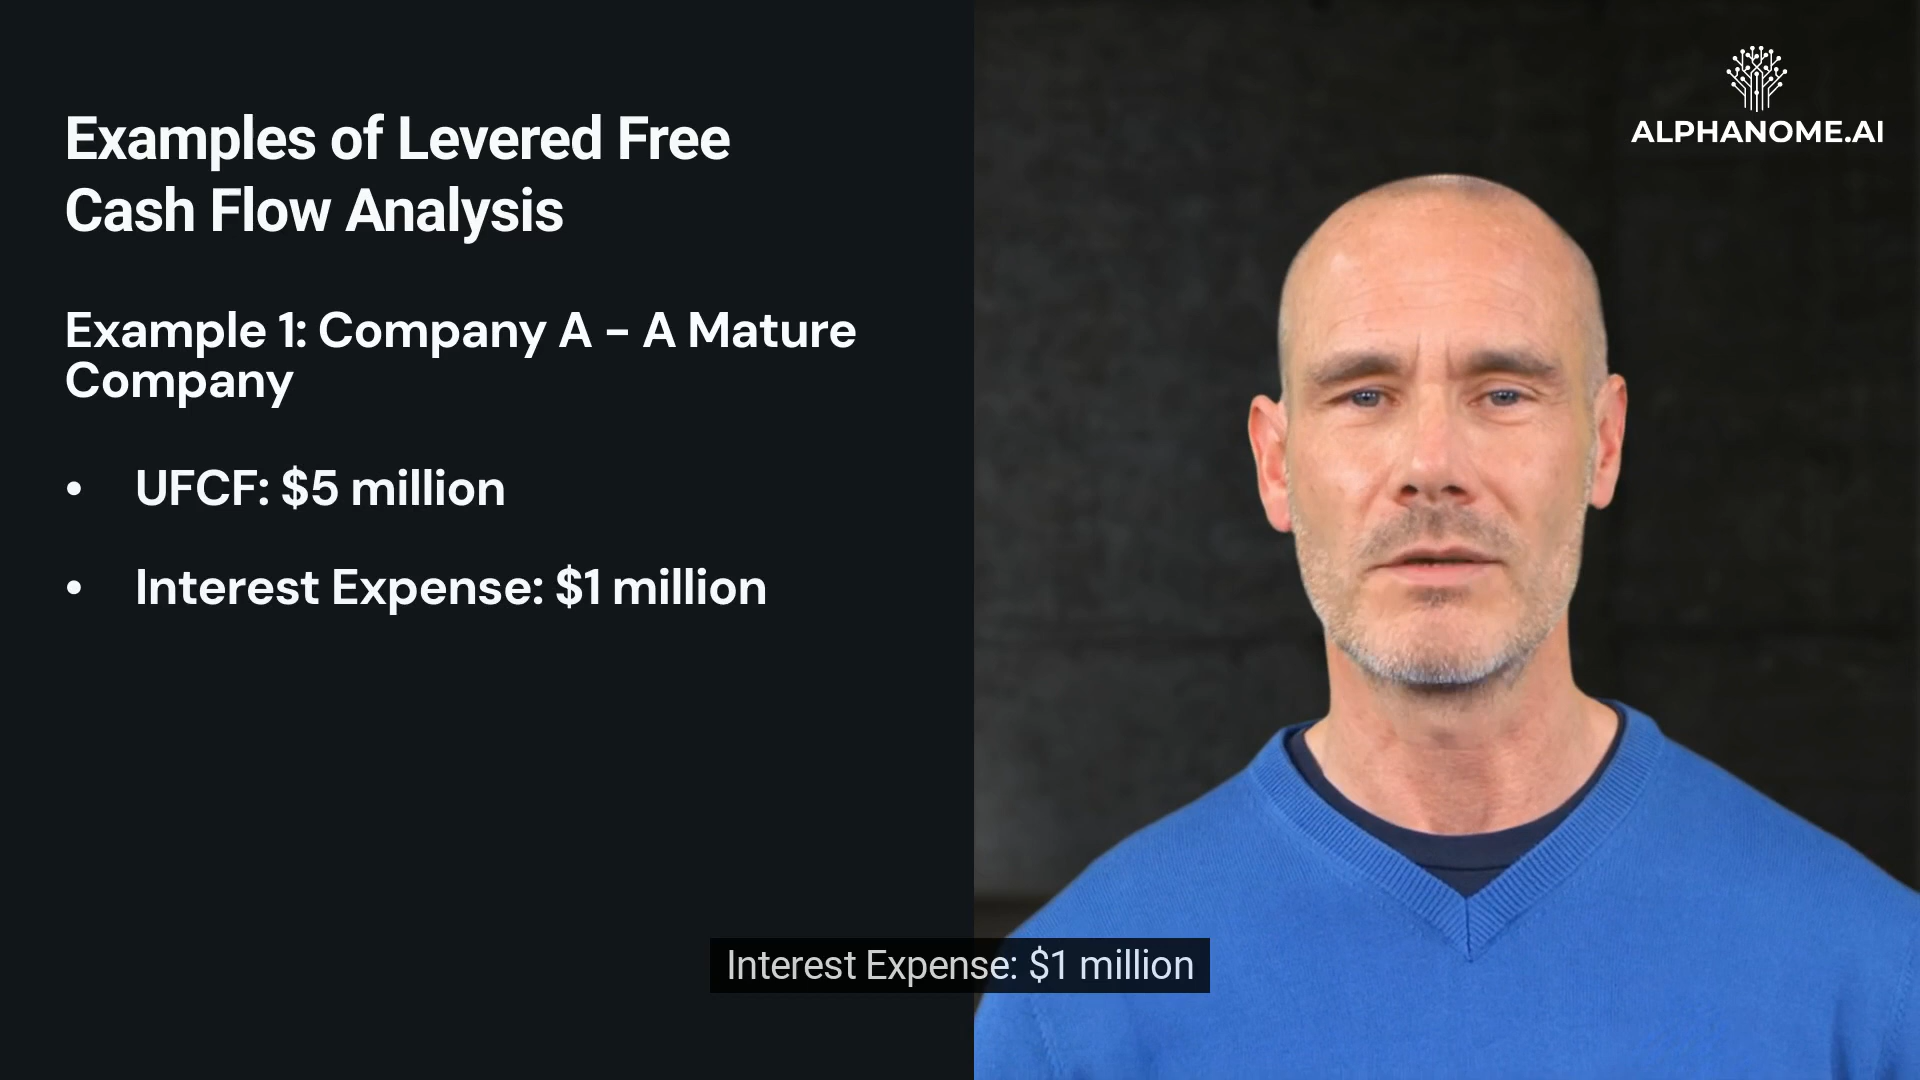 Examples of Levered Free
Cash Flow Analysis
Example 1: Company A – A Mature
Company
• UFCF: $5 million
• Interest Expense: $1 million
ALPHANOME.AI
Interest Expense: $1 million